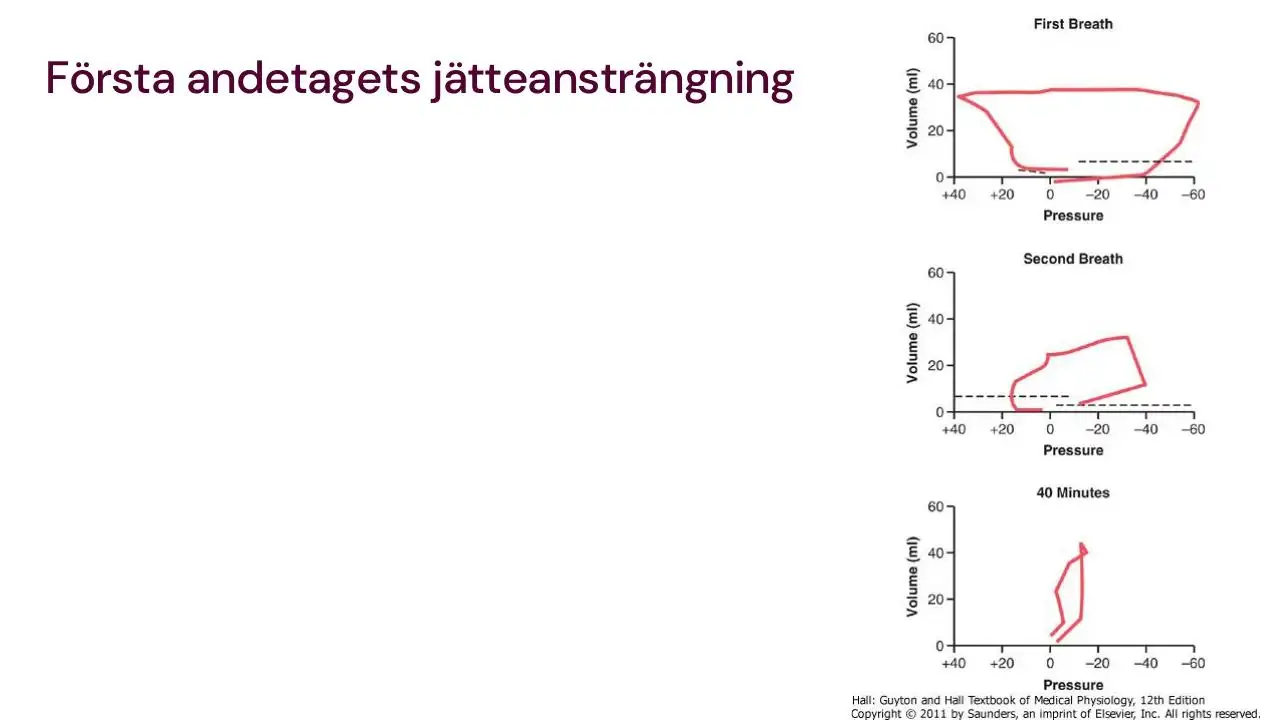 Första andetagets jätteansträngning
First Breath
60
40
20
0
Volume (ml)
+40 +20 0 –20 –40 –60
Pressure
Second Breath
60
40
20
0
Volume (ml)
+40 +20 0 –20 –40 –60
Pressure
40 Minutes
60
40
20
0
Volume (ml)
+40 +20 0 –20 –40 –60
Pressure
Hall: Guyton and Hall Textbook of Medical Physiology, 12th Edition
Copyright © 2011 by Saunders, an imprint of Elsevier, Inc. All rights reserved.